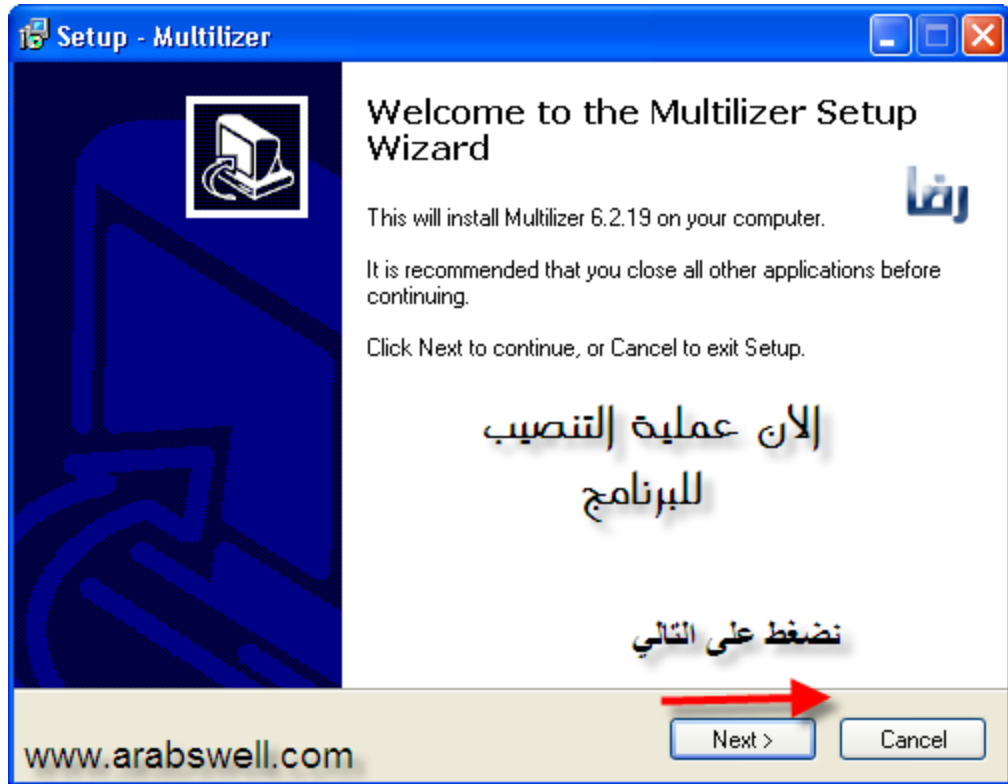 Setup - Multilizer
Welcome to the Multilizer Setup
Wizard
رضا
This will install Multilizer 6.2.19 on your computer.
It is recommended that you close all other applications before
continuing.
Click Next to continue, or Cancel to exit Setup.
الان عملية التنصيب
للبرنامج
نضغط على التالي
Next >
Cancel
www.arabswell.com